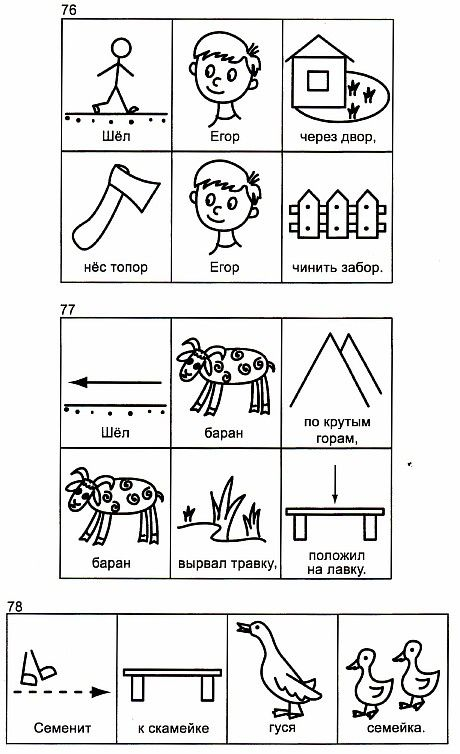 76
Шёл Егор через двор,
нёс топор Егор чинить забор.
77
Шёл баран по крутым
горам,
баран вырвал травку, положил
на лавку.
78
Семенит к скамейке гуся семейка.